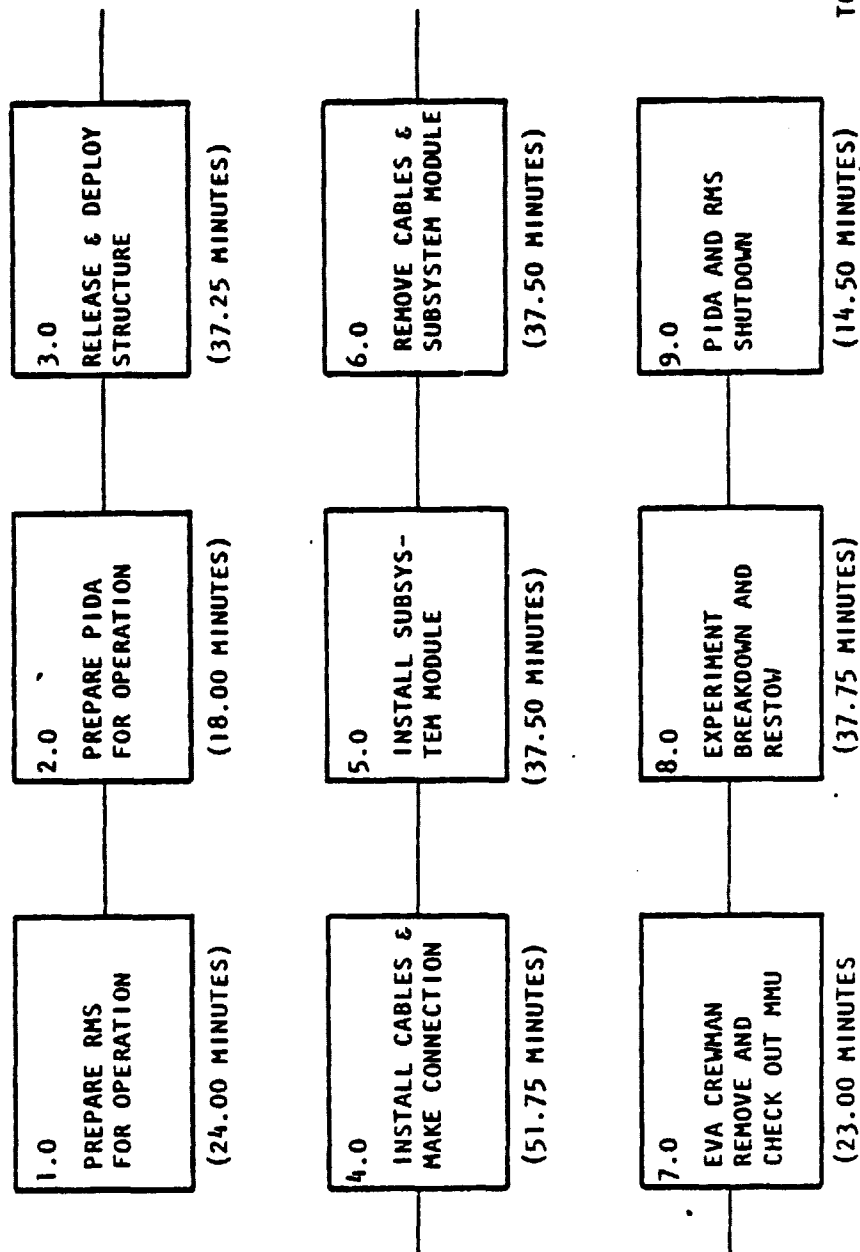 1.0
PREPARE RMS
FOR OPERATION
(24.00 MINUTES)
2.0
PREPARE PIDA
FOR OPERATION
(18.00 MINUTES)
3.0
RELEASE & DEPLOY
STRUCTURE
(37.25 MINUTES)
4.0
INSTALL CABLES &
MAKE CONNECTION
(51.75 MINUTES)
5.0
INSTALL SUBSYS-
TEM MODULE
(37.50 MINUTES)
6.0
REMOVE CABLES &
SUBSYSTEM MODULE
(37.50 MINUTES)
7.0
EVA CREWMAN
REMOVE AND
CHECK OUT MMU
(23.00 MINUTES
8.0
EXPERIMENT
BREAKDOWN AND
RESTOW
(37.75 MINUTES)
9.0
PIDA AND RMS
SHUTDOWN
(14.50 MINUTES)